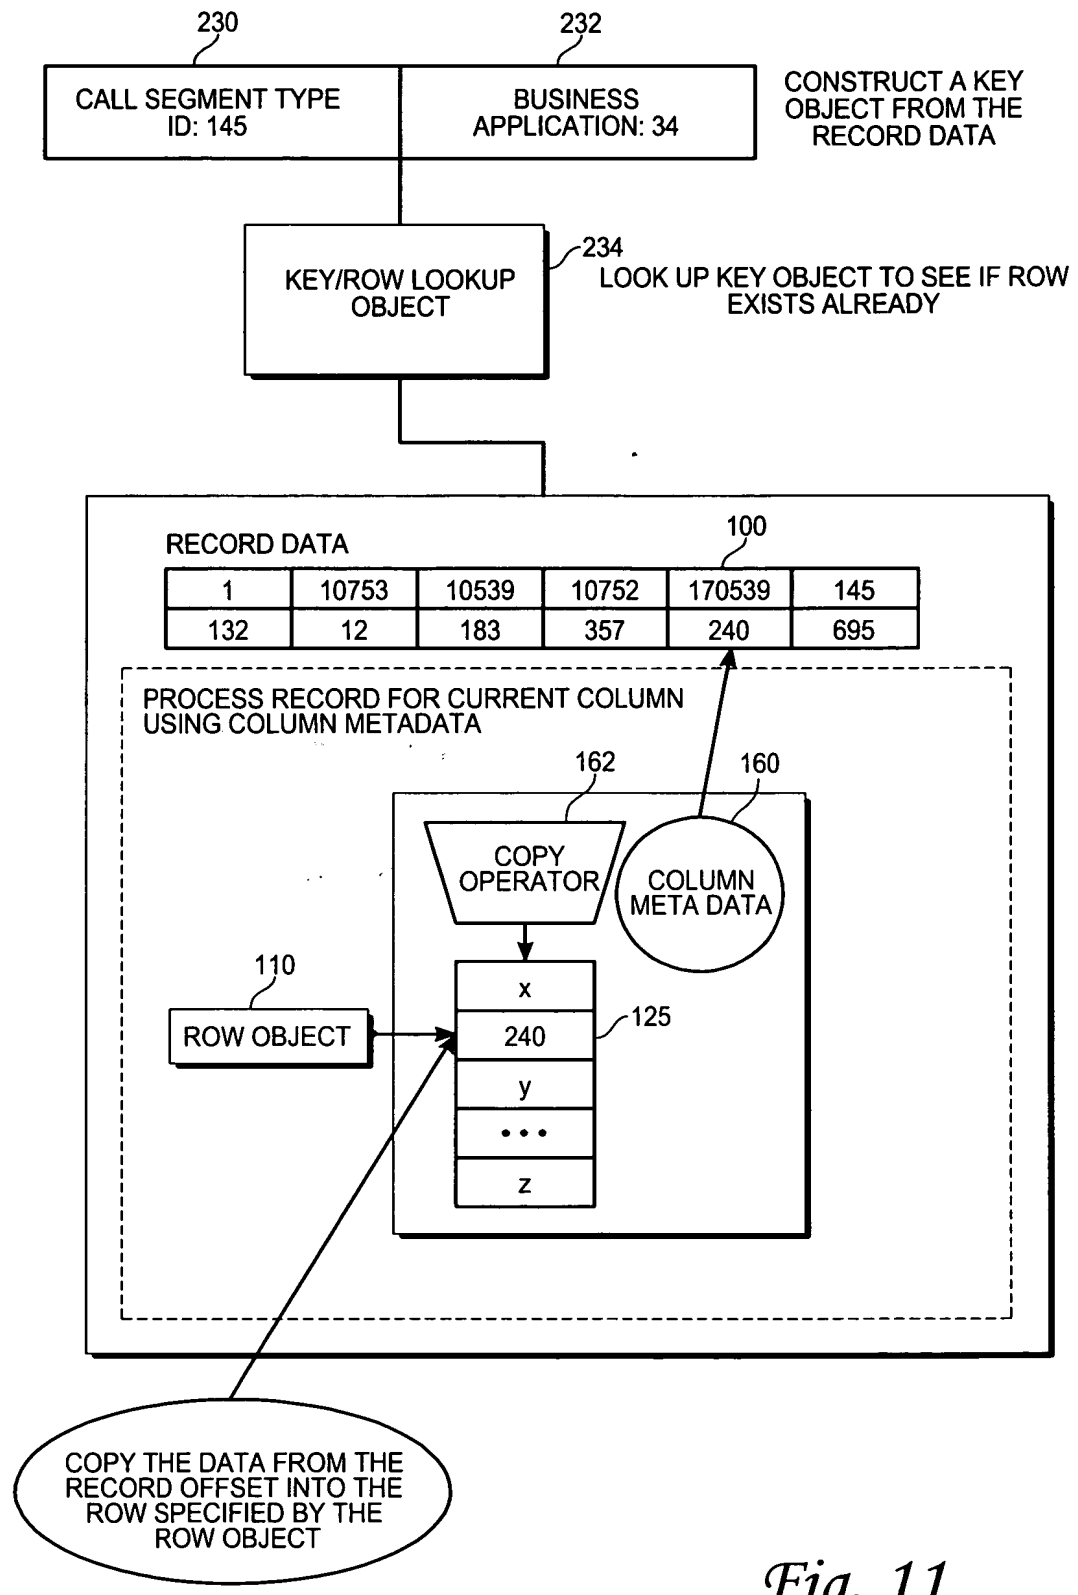 230
232
CALL SEGMENT TYPE
ID: 145
BUSINESS
APPLICATION: 34
CONSTRUCT A KEY
OBJECT FROM THE
RECORD DATA
KEY/ROW LOOKUP
OBJECT
234
LOOK UP KEY OBJECT TO SEE IF ROW
EXISTS ALREADY
RECORD DATA
100
1 10753 10539 10752 170539 145
132 12 183 357 240 695
PROCESS RECORD FOR CURRENT COLUMN
USING COLUMN METADATA
162
160
COPY
OPERATOR
COLUMN
META DATA
110
ROW OBJECT
x
240
125
y
•••
z
COPY THE DATA FROM THE
RECORD OFFSET INTO THE
ROW SPECIFIED BY THE
ROW OBJECT
Fig. 11